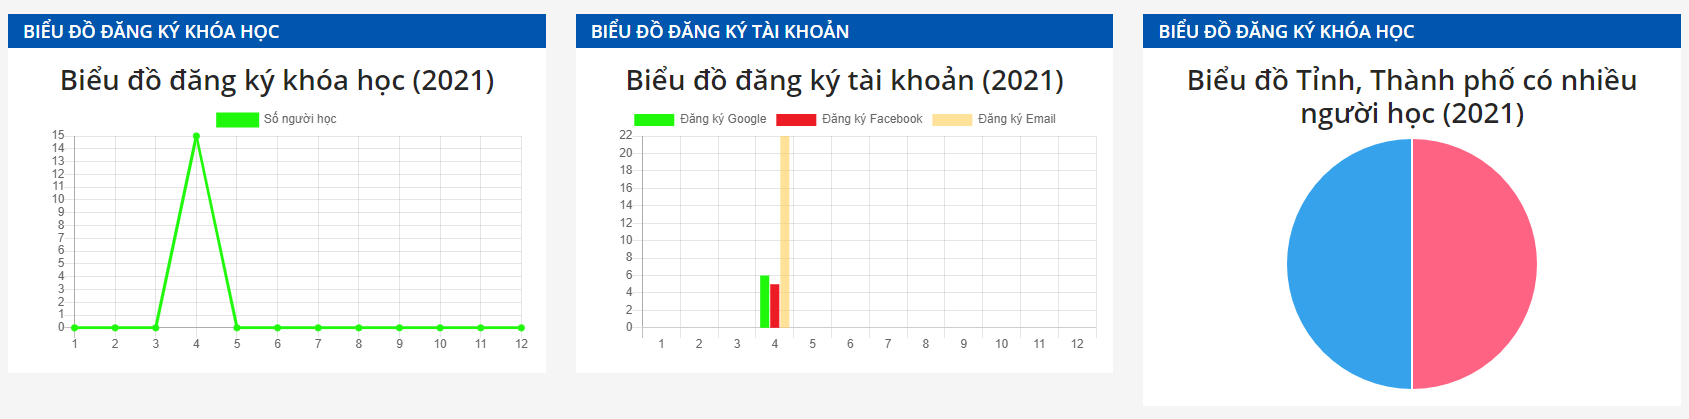 BIỂU ĐỒ ĐĂNG KÝ KHÓA HỌC
Biểu đồ đăng ký khóa học (2021)
Số người học
15
14
13
12
11
10
9
8
7
6
5
4
3
2
1
0
1 2 3 4 5 6 7 8 9 10 11 12
BIỂU ĐỒ ĐĂNG KÝ TÀI KHOẢN
Biểu đồ đăng ký tài khoản (2021)
Đăng ký Google Đăng ký Facebook Đăng ký Email
22
20
18
16
14
12
10
8
6
4
2
0
1 2 3 4 5 6 7 8 9 10 11 12
BIỂU ĐỒ ĐĂNG KÝ KHÓA HỌC
Biểu đồ Tỉnh, Thành phố có nhiều
người học (2021)